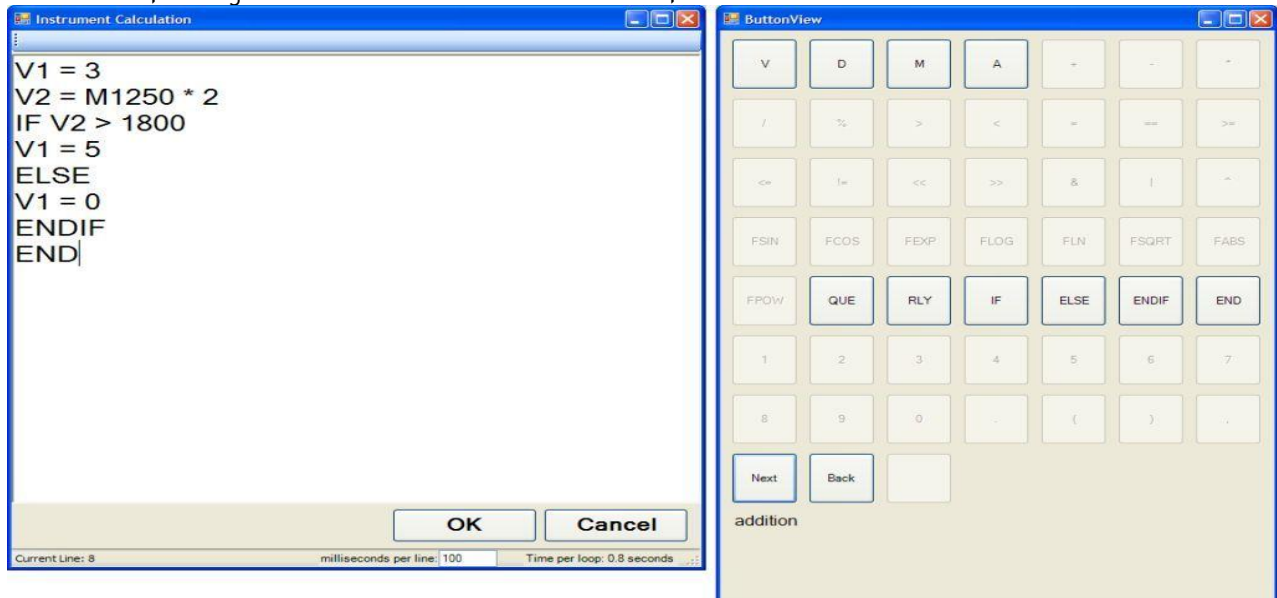 Instrument Calculation
V1 = 3
V2 = M1250 * 2
IF V2 > 1800
V1 = 5
ELSE
V1 = 0
ENDIF
END
OK Cancel
Current Line: 8 milliseconds per line: 100 Time per loop: 0.8 seconds
ButtonView
V D M A + -
/ % > < = == >=
<= != << >> & | ^
FSIN FCOS FEXP FLOG FLN FSQRT FABS
FPOW QUE RLY IF ELSE ENDIF END
1 2 3 4 5 6 7
8 9 0 . ( ) ,
Next Back
addition